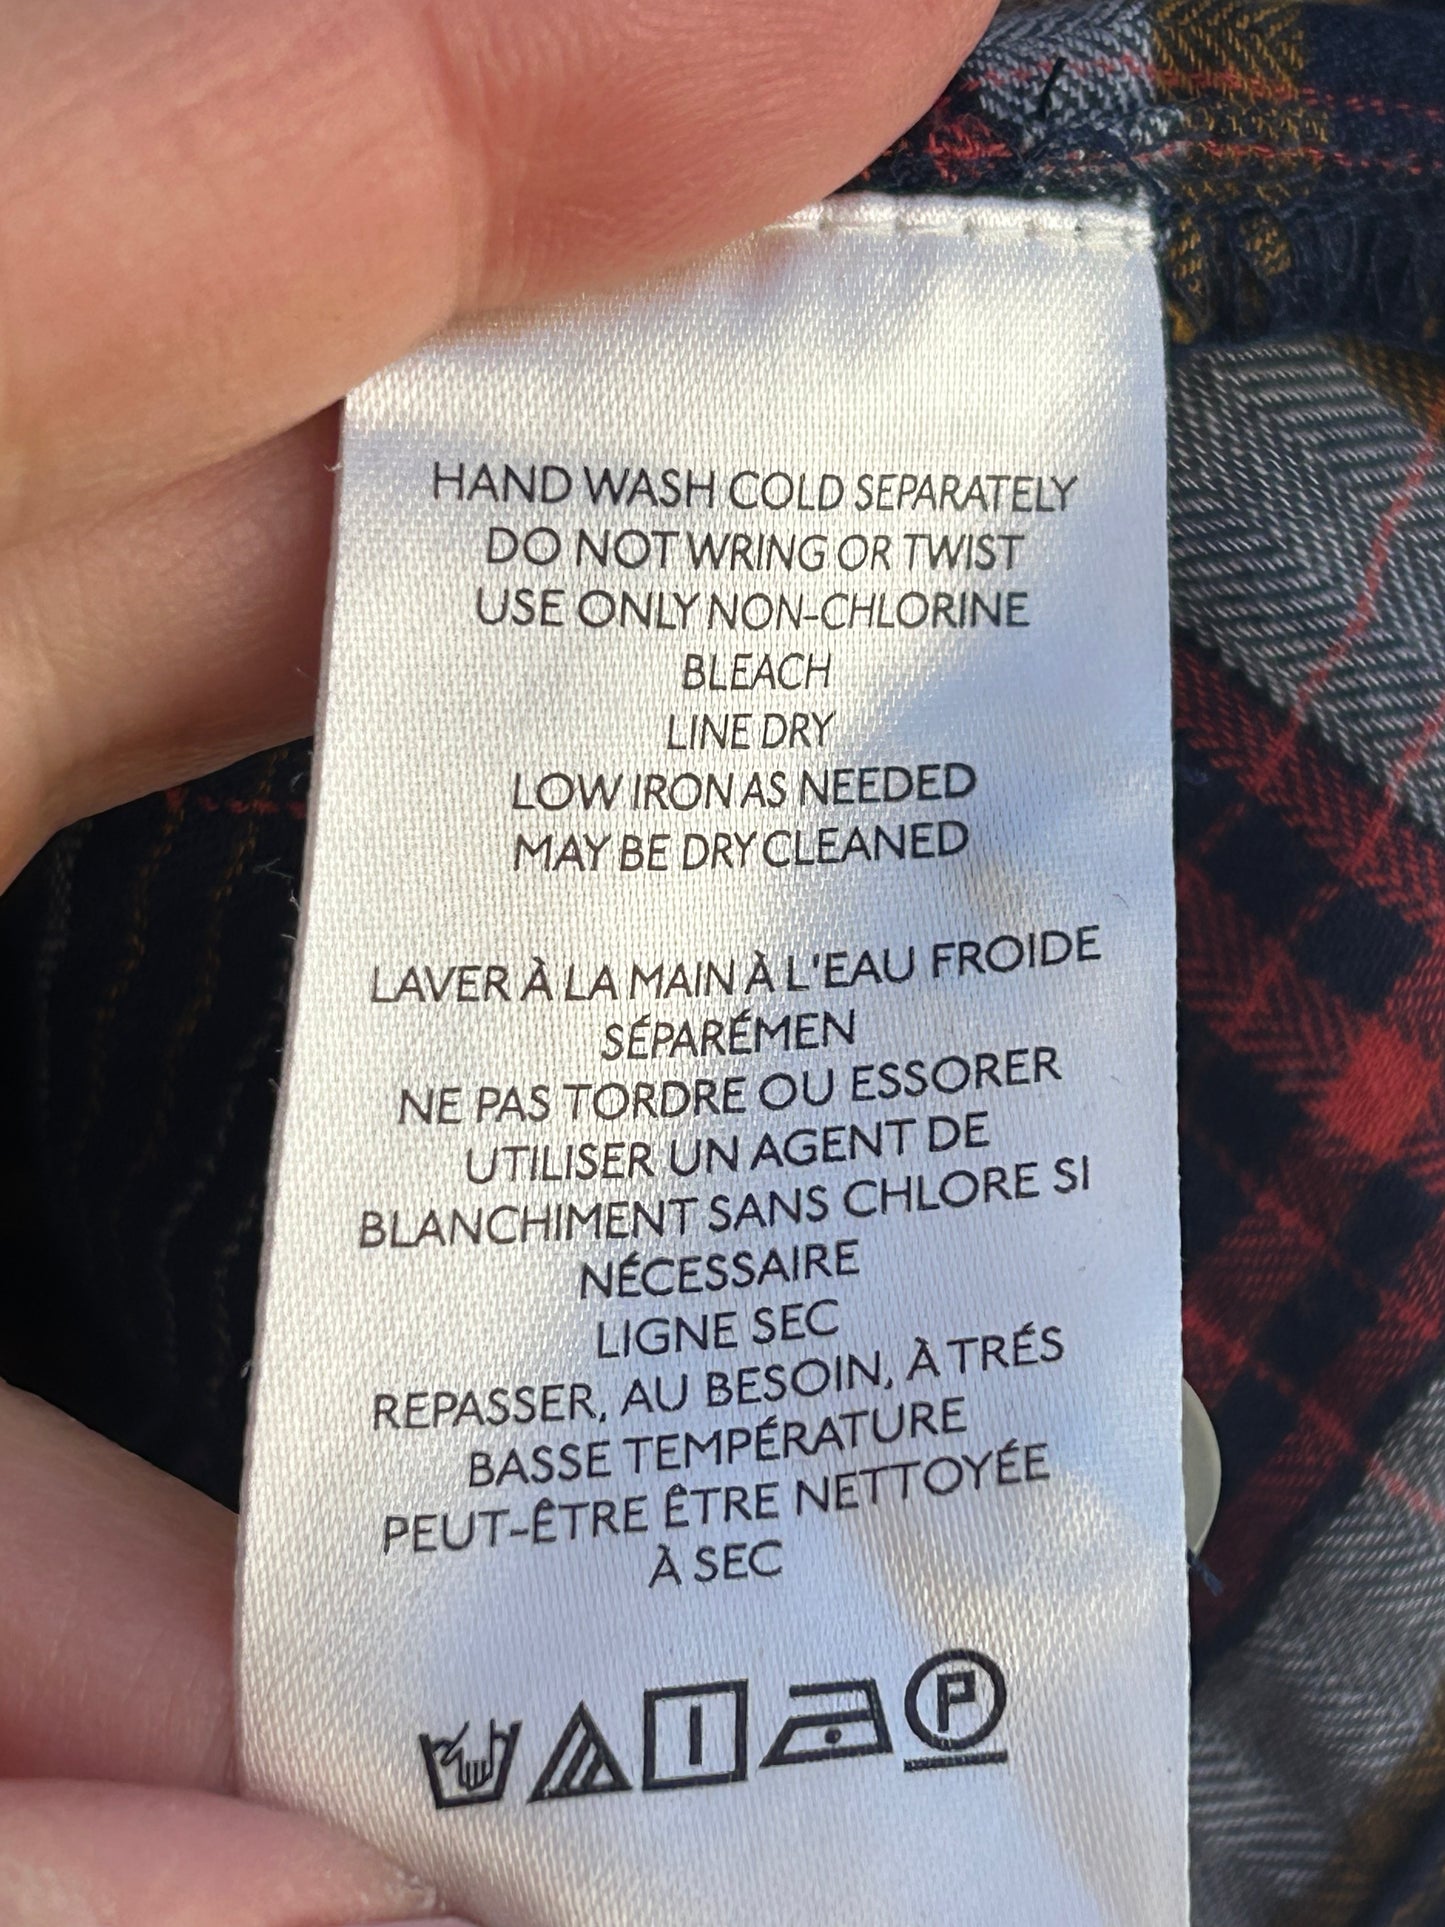 HAND WASH COLD SEPARATELY
DO NOT WRING OR TWIST
USE ONLY NON-CHLORINE
BLEACH
LINE DRY
LOW IRON AS NEEDED
MAY BE DRY CLEANED
LAVER À LA MAIN À L'EAU FROIDE
SÉPARÉMEN
NE PAS TORDRE OU ESSORER
UTILISER UN AGENT DE
BLANCHIMENT SANS CHLORE SI
NÉCESSAIRE
LIGNE SEC
REPASSER, AU BESOIN, À TRÉS
BASSE TEMPÉRATURE
PEUT-ÊTRE ÊTRE NETTOYÉE
À SEC
P